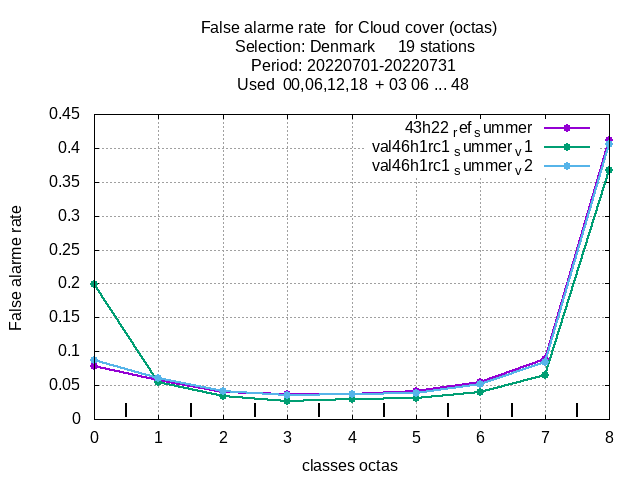 False alarme rate  for Cloud cover (octas)
Selection: Denmark     19 stations
Period: 20220701-20220731
Used  00,06,12,18  + 03 06 ... 48
43h22 ref summer
val46h1rc1 summer v1
val46h1rc1 summer v2
False alarme rate
0.45
0.4
0.35
0.3
0.25
0.2
0.15
0.1
0.05
0
0 1 2 3 4 5 6 7 8
classes octas